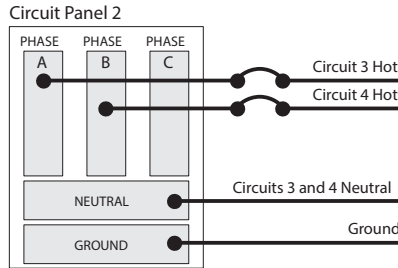 Circuit Panel 2
PHASE PHASE PHASE
A B C
Circuit 3 Hot
Circuit 4 Hot
NEUTRAL
Circuits 3 and 4 Neutral
GROUND
Ground